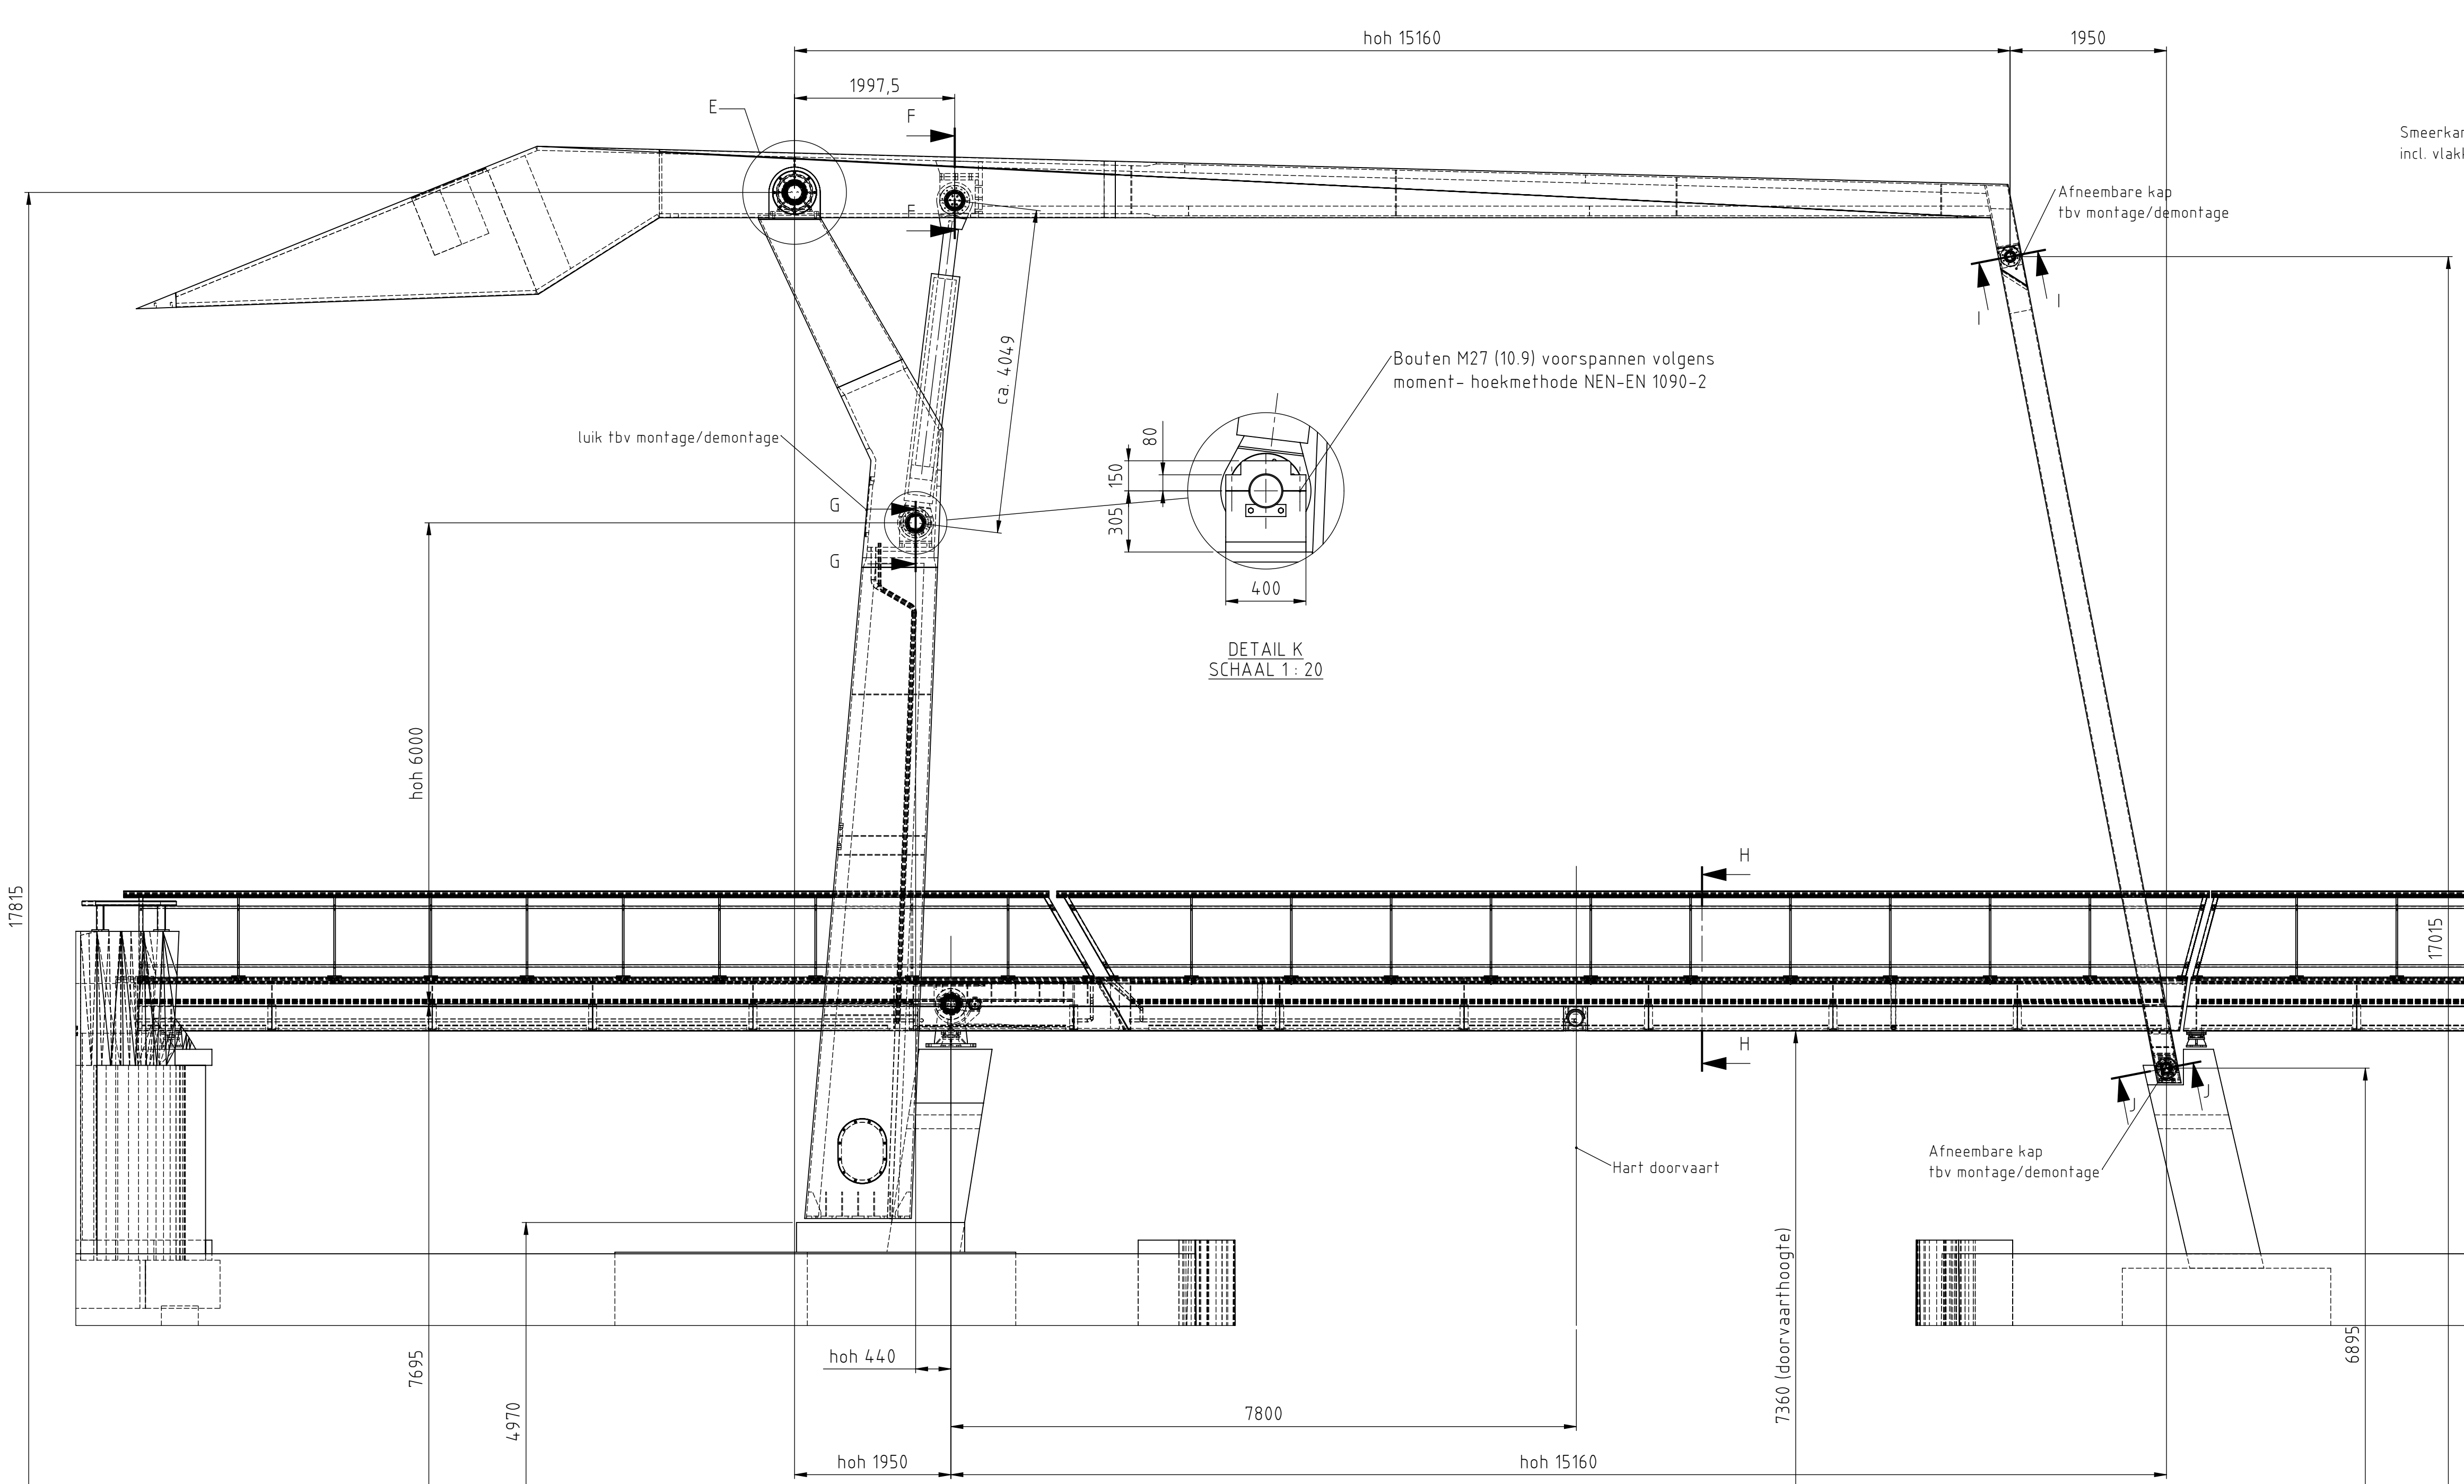 hoh 15160
1950
1997,5
E
F
Smeerkan
incl. vlakk
Afneembare kap
tbv montage/demontage
F
I
I
ca. 4049
Bouten M27 (10.9) voorspannen volgens
moment- hoekmethode NEN-EN 1090-2
luik tbv montage/demontage
80
150
305
G
G
400
DETAIL K
SCHAAL 1 : 20
hoh 6000
H
17815
17015
H
J
J
Afneembare kap
tbv montage/demontage
Hart doorvaart
7360 (doorvaarthoogte)
6895
7695
hoh 440
4970
7800
hoh 1950
hoh 15160